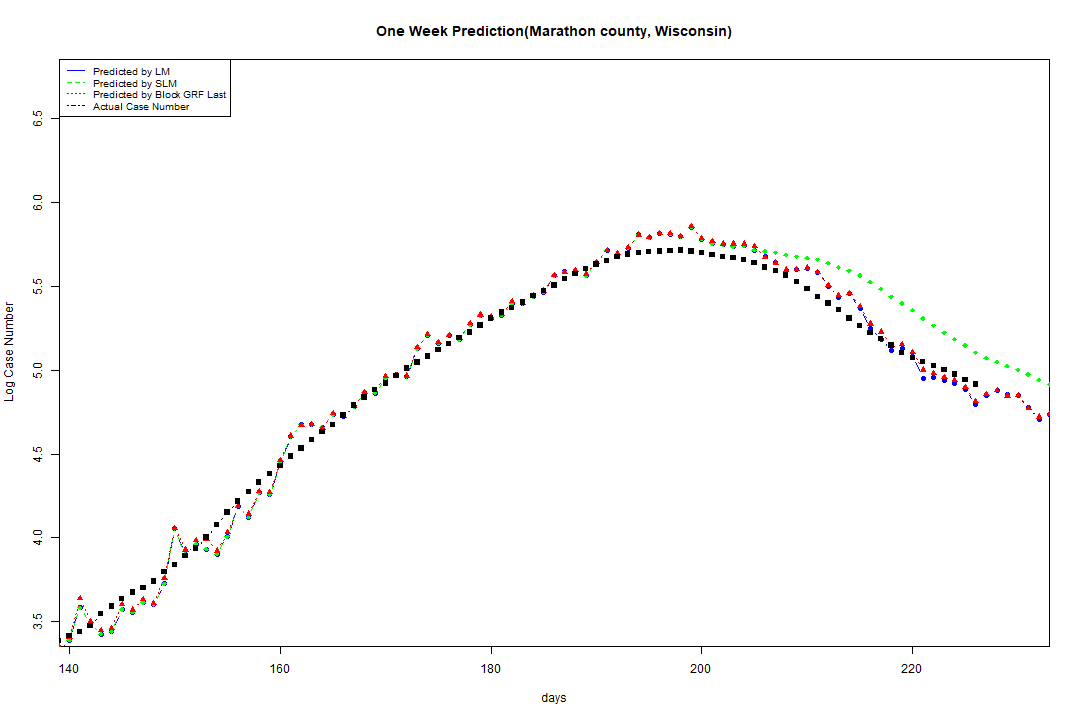 One Week Prediction(Marathon county, Wisconsin)
Predicted by LM
Predicted by SLM
Predicted by Block GRF Last
Actual Case Number
Log Case Number
6.5
6.0
5.5
5.0
4.5
4.0
3.5
140 160 180 200 220
days